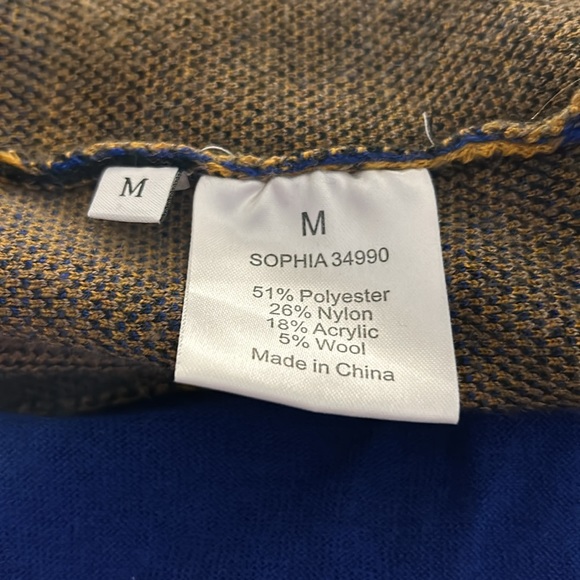 M
M
SOPHIA 34990
51% Polyester
26% Nylon
18% Acrylic
5% Wool
Made in China